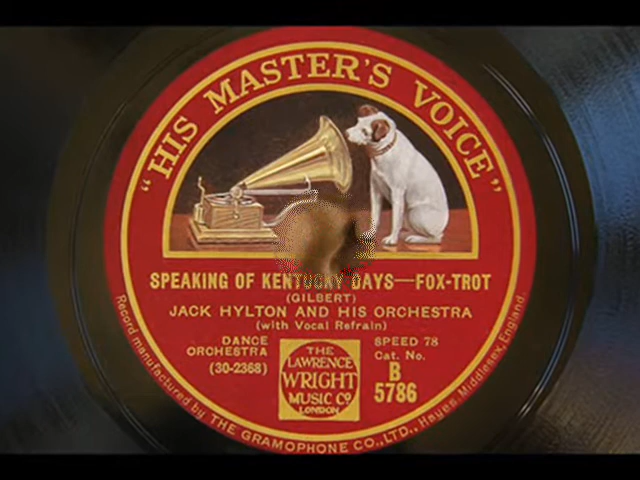 "HIS MASTER'S VOICE"
SPEAKING OF KENTUCKY DAYS—FOX-TROT
(GILBERT)
JACK HYLTON AND HIS ORCHESTRA
(with Vocal Refrain)
DANCE
ORCHESTRA
(30-2368)
THE
LAWRENCE
WRIGHT
MUSIC CO.
LONDON
SPEED 78
Cat. No.
B
5786
Record manufactured by THE GRAMOPHONE CO., LTD., Hayes, Middlesex, England.